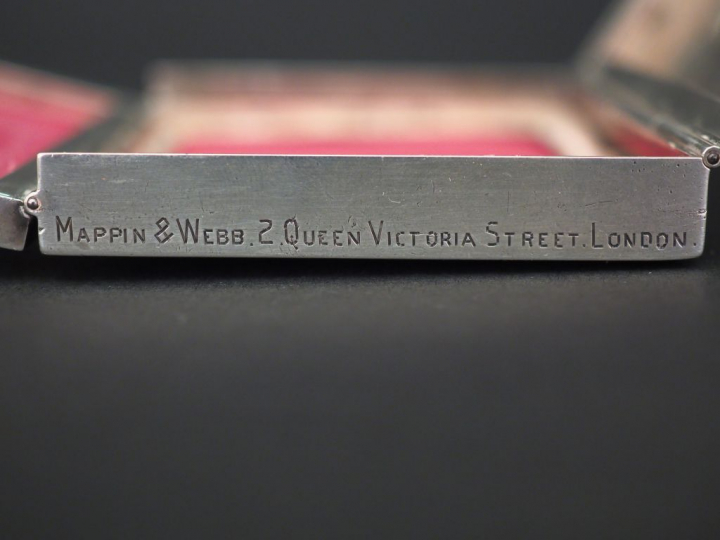 MAPPIN & WEBB. 2. QUEEN VICTORIA STREET. LONDON.